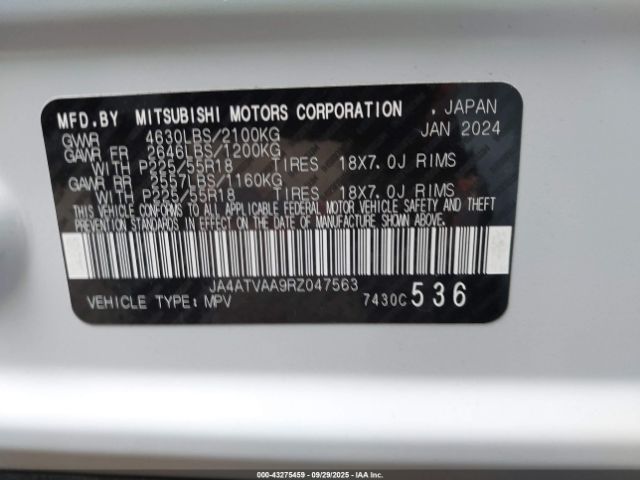 MFD.BY MITSUBISHI MOTORS CORPORATION , JAPAN
GVWR 4630LBS/2100KG JAN 2024
GAWR FR 2646LBS/1200KG
WITH P225/55R18 TIRES 18X7.0J RIMS
GAWR RR 2557LBS/1160KG
WITH P225/55R18 TIRES 18X7.0J RIMS
THIS VEHICLE CONFORMS TO ALL APPLICABLE FEDERAL MOTOR VEHICLE SAFETY AND THEFT
PREVENTION STANDARDS IN EFFECT ON THE DATE OF MANUFACTURE SHOWN ABOVE.
JA4ATVAA9RZ047563
VEHICLE TYPE: MPV 7430C 536
000-43275459 - 09/29/2025 - IAA, Inc.